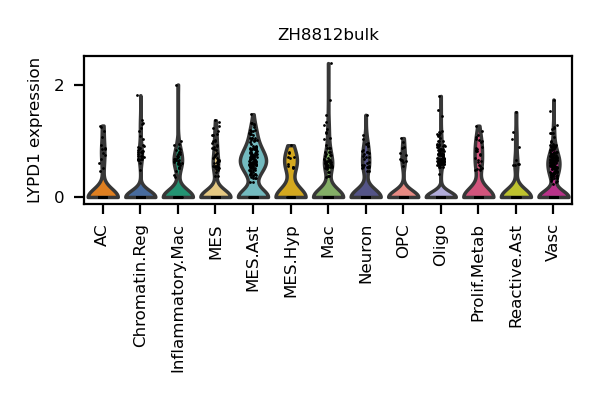 ZH8812bulk
LYPD1 expression
2
0
AC
Chromatin.Reg
Inflammatory.Mac
MES
MES.Ast
MES.Hyp
Mac
Neuron
OPC
Oligo
Prolif.Metab
Reactive.Ast
Vasc